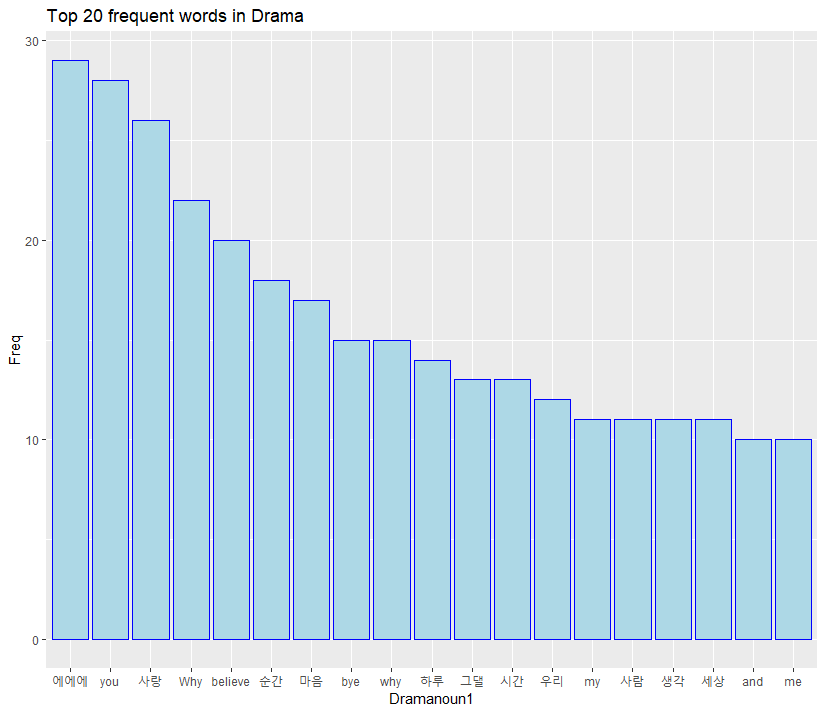 Top 20 frequent words in Drama
30
20
10
0
Freq
에에에 you 사랑 Why believe 순간 마음 bye why 하루 그댈 시간 우리 my 사람 생각 세상 and me
Dramanoun1